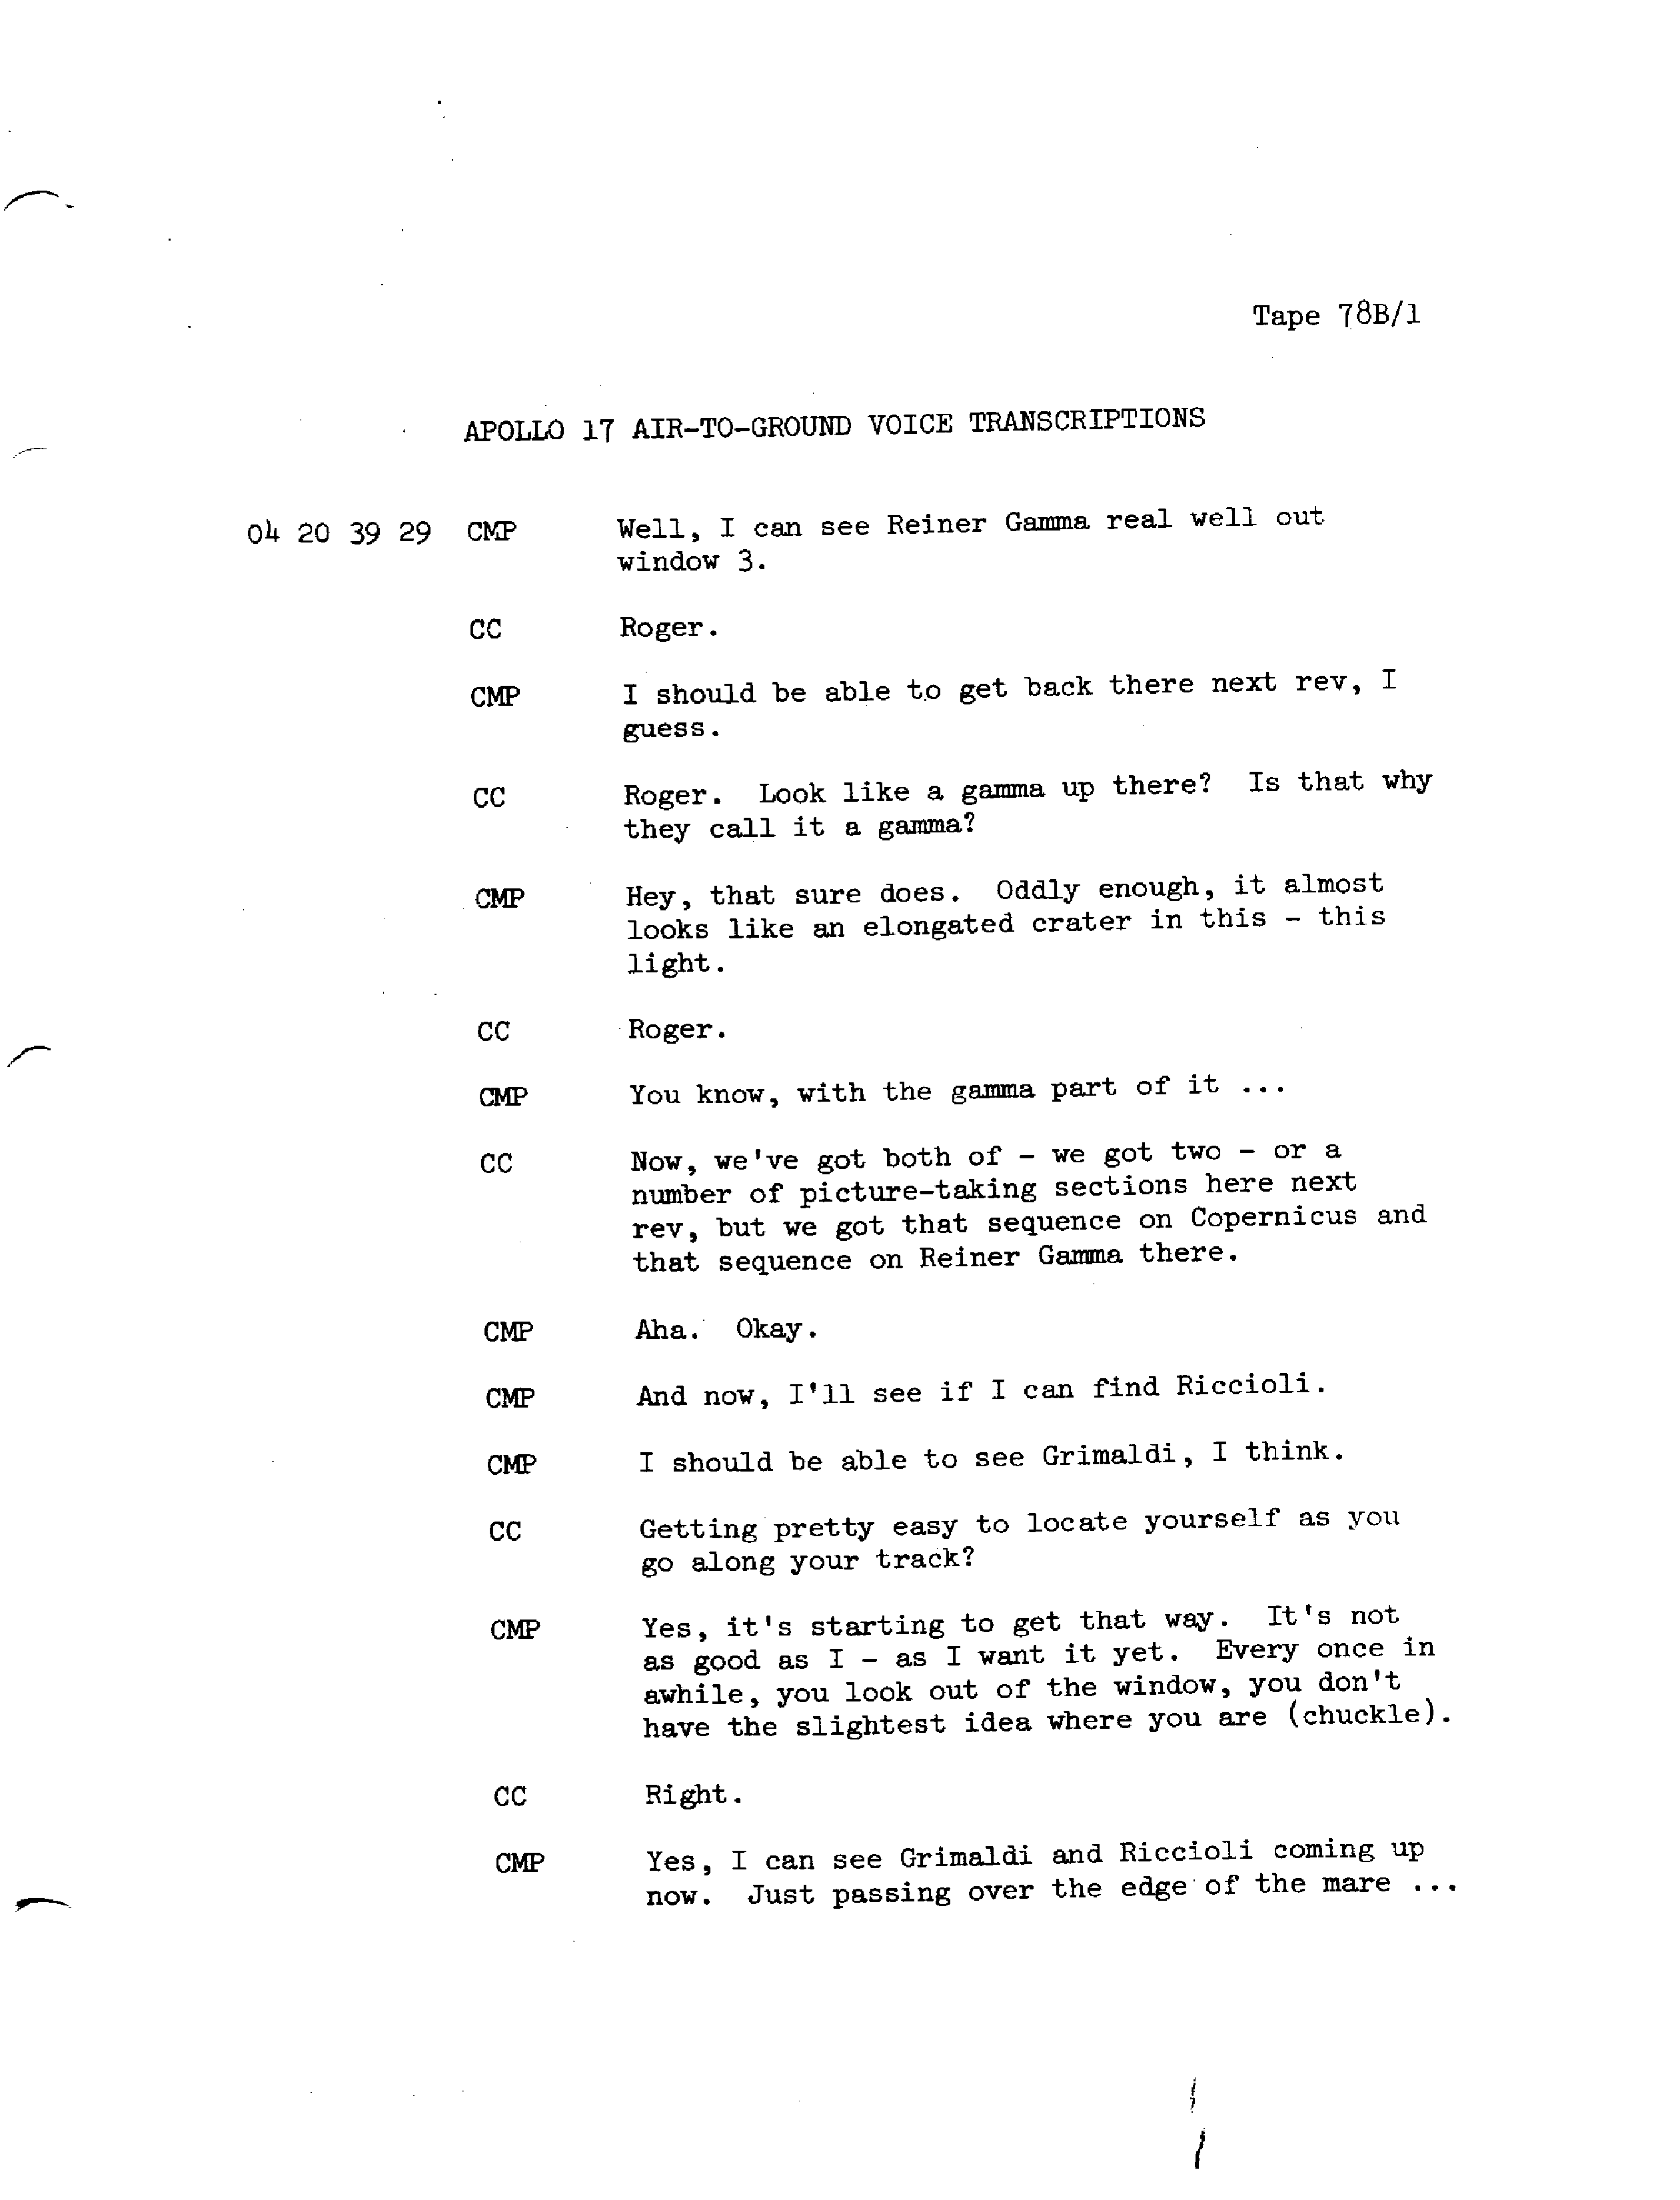 Tape 78B/1
APOLLO 17 AIR-TO-GROUND VOICE TRANSCRIPTIONS
04 20 39 29 CMP Well, I can see Reiner Gamma real well out
window 3.
CC Roger.
CMP I should be able to get back there next rev, I
guess.
CC Roger. Look like a gamma up there? Is that why
they call it a gamma?
CMP Hey, that sure does. Oddly enough, it almost
looks like an elongated crater in this - this
light.
CC Roger.
CMP You know, with the gamma part of it ...
CC Now, we've got both of - we got two - or a
number of picture-taking sections here next
rev, but we got that sequence on Copernicus and
that sequence on Reiner Gamma there.
CMP Aha. Okay.
CMP And now, I'll see if I can find Riccioli.
CMP I should be able to see Grimaldi, I think.
CC Getting pretty easy to locate yourself as you
go along your track?
CMP Yes, it's starting to get that way. It's not
as good as I - as I want it yet. Every once in
awhile, you look out of the window, you don't
have the slightest idea where you are (chuckle).
CC Right.
CMP Yes, I can see Grimaldi and Riccioli coming up
now. Just passing over the edge of the mare ...